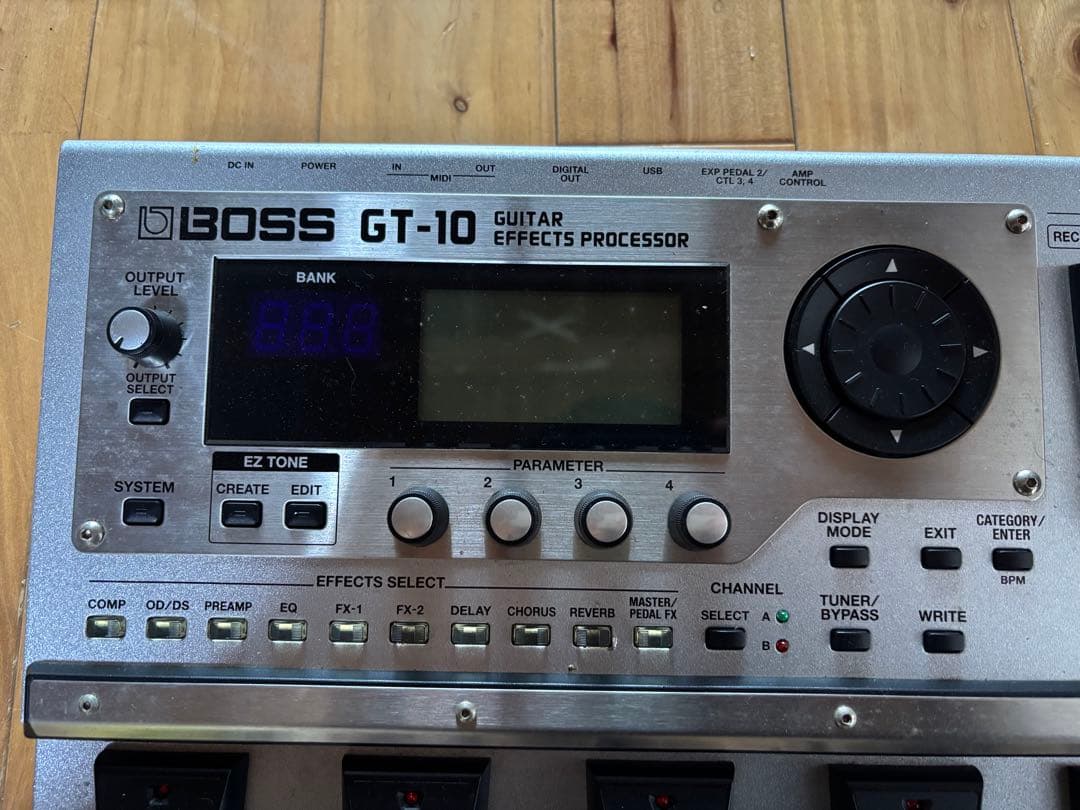 DC IN
POWER
IN
OUT
MIDI
DIGITAL
OUT
USB
EXP PEDAL 2/
CTL 3, 4
AMP
CONTROL
BOSS GT-10 GUITAR
EFFECTS PROCESSOR
REC
OUTPUT
LEVEL
BANK
OUTPUT
SELECT
EZ TONE
CREATE
EDIT
SYSTEM
PARAMETER
1
2
3
4
DISPLAY
MODE
EXIT
CATEGORY/
ENTER
BPM
EFFECTS SELECT
COMP
OD/DS
PREAMP
EQ
FX-1
FX-2
DELAY
CHORUS
REVERB
MASTER/
PEDAL FX
CHANNEL
SELECT
A
B
TUNER/
BYPASS
WRITE